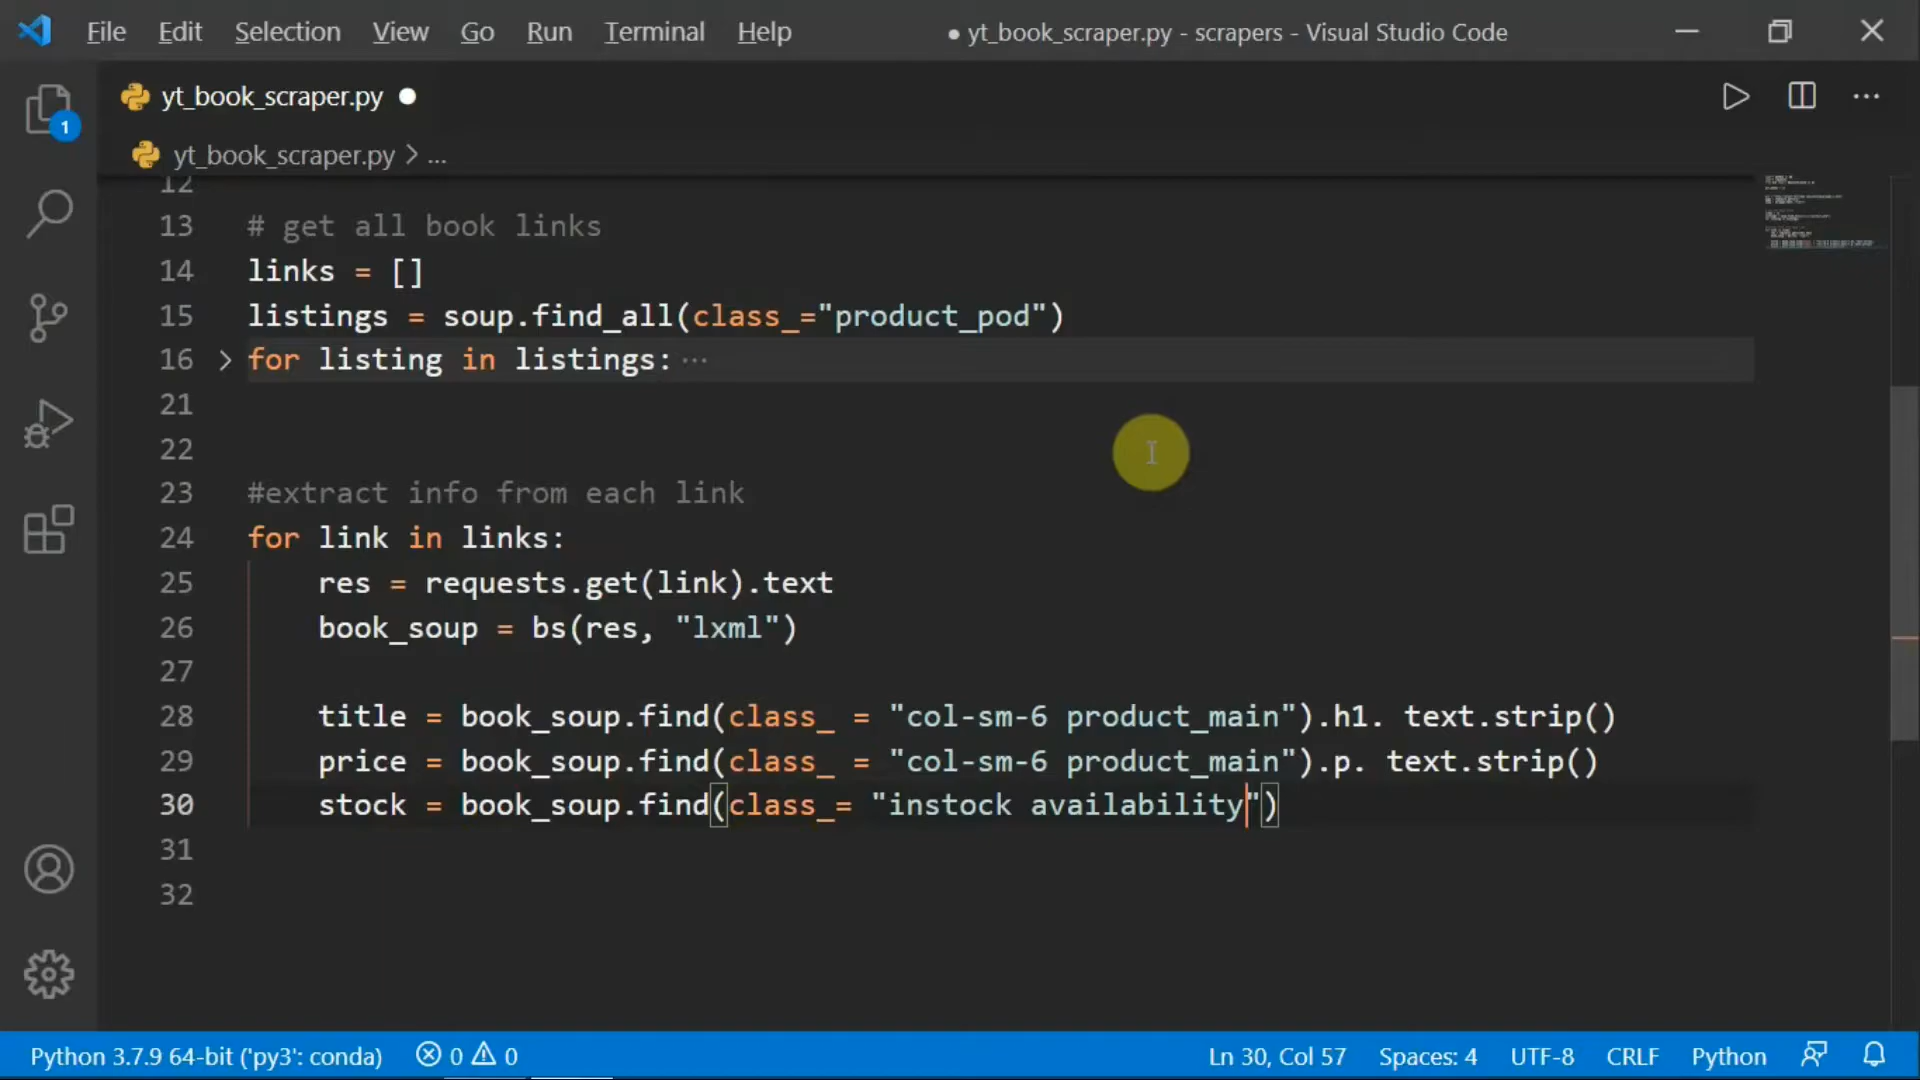 File Edit Selection View Go Run Terminal Help ● yt_book_scraper.py - scrapers - Visual Studio Code
yt_book_scraper.py ●
1
yt_book_scraper.py > ...
12
13 # get all book links
14 links = []
15 listings = soup.find_all(class_="product_pod")
16 > for listing in listings: ···
21
22
23 #extract info from each link
24 for link in links:
25 res = requests.get(link).text
26 book_soup = bs(res, "lxml")
27
28 title = book_soup.find(class_ = "col-sm-6 product_main").h1. text.strip()
29 price = book_soup.find(class_ = "col-sm-6 product_main").p. text.strip()
30 stock = book_soup.find(class_= "instock availability")
31
32
Python 3.7.9 64-bit ('py3': conda) 0 0 Ln 30, Col 57 Spaces: 4 UTF-8 CRLF Python